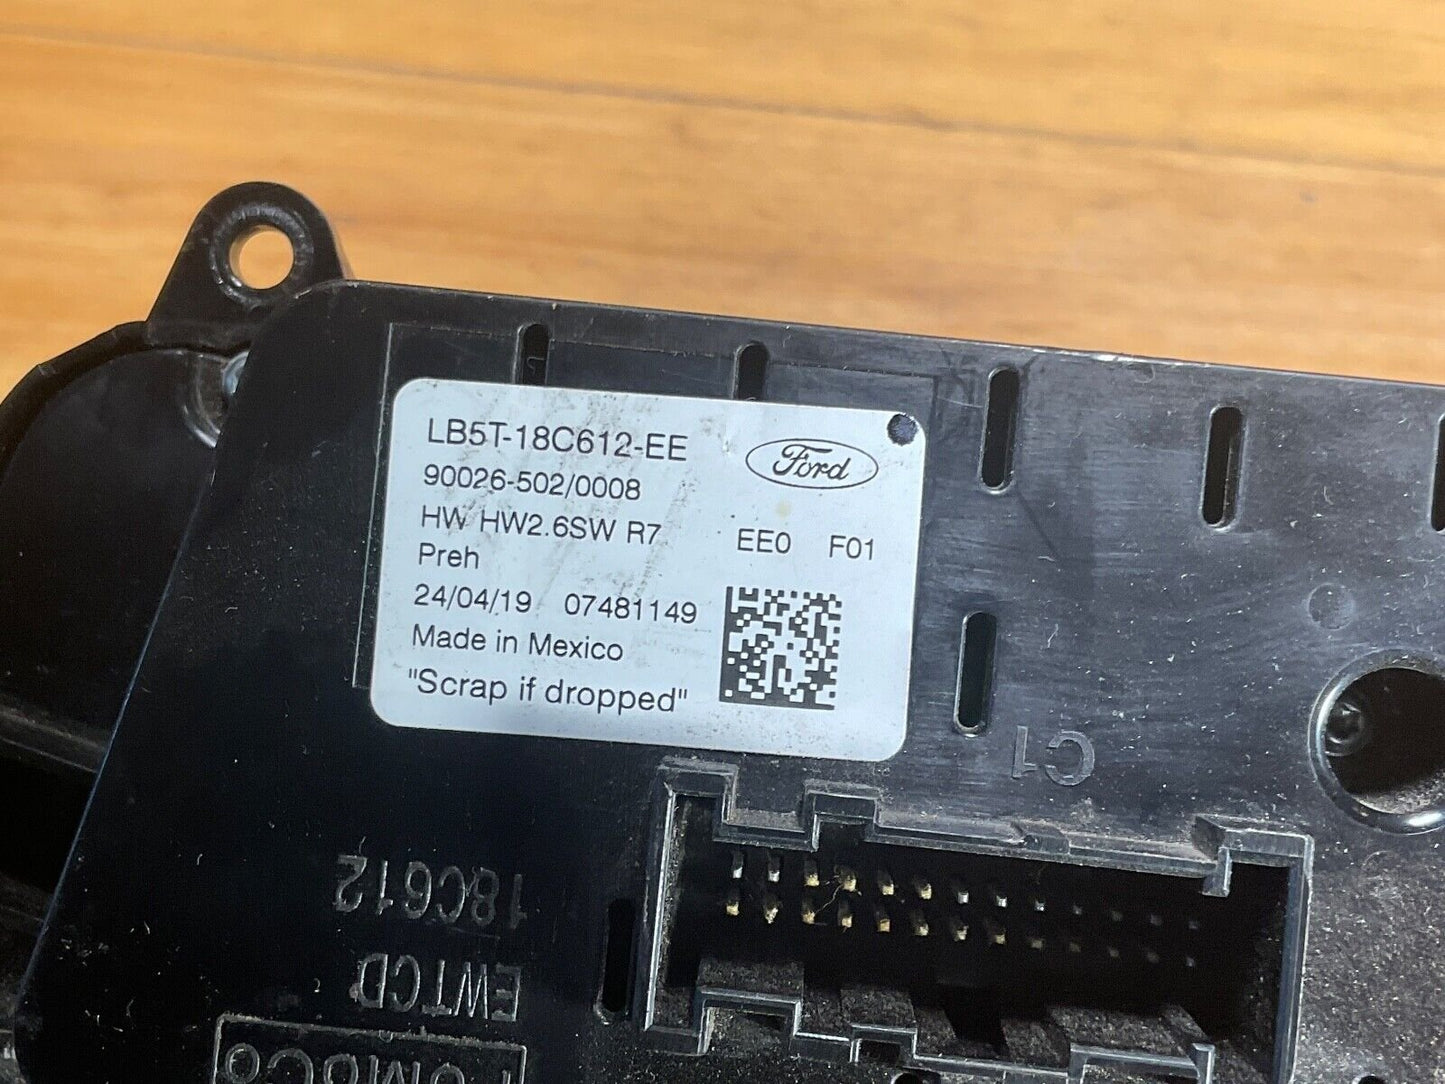 LB5T-18C612-EE
Ford
90026-502/0008
HW HW2.6SW R7 EE0 F01
Preh
24/04/19 07481149
Made in Mexico
"Scrap if dropped"
C1
18C612
EWTCD
FoMoCo